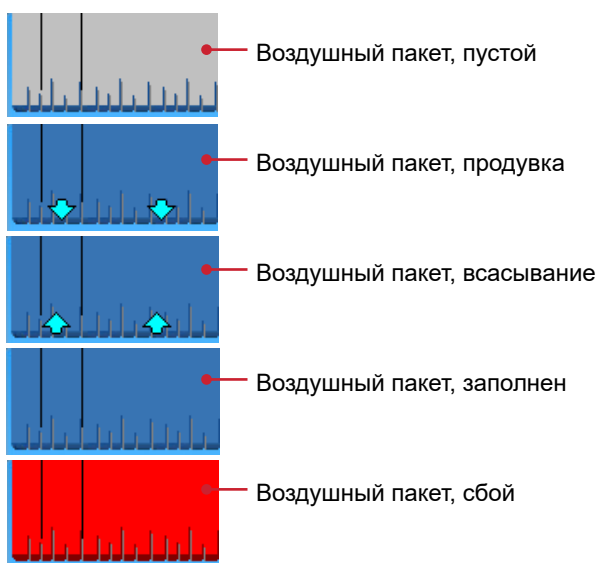 Воздушный пакет, пустой
Воздушный пакет, продувка
Воздушный пакет, всасывание
Воздушный пакет, заполнен
Воздушный пакет, сбой